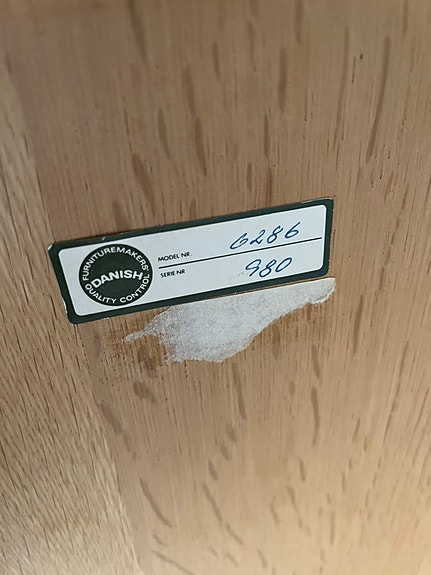 FURNITUREMAKERS'
DANISH
QUALITY CONTROL
MODEL NR. 6286
SERIE NR 980